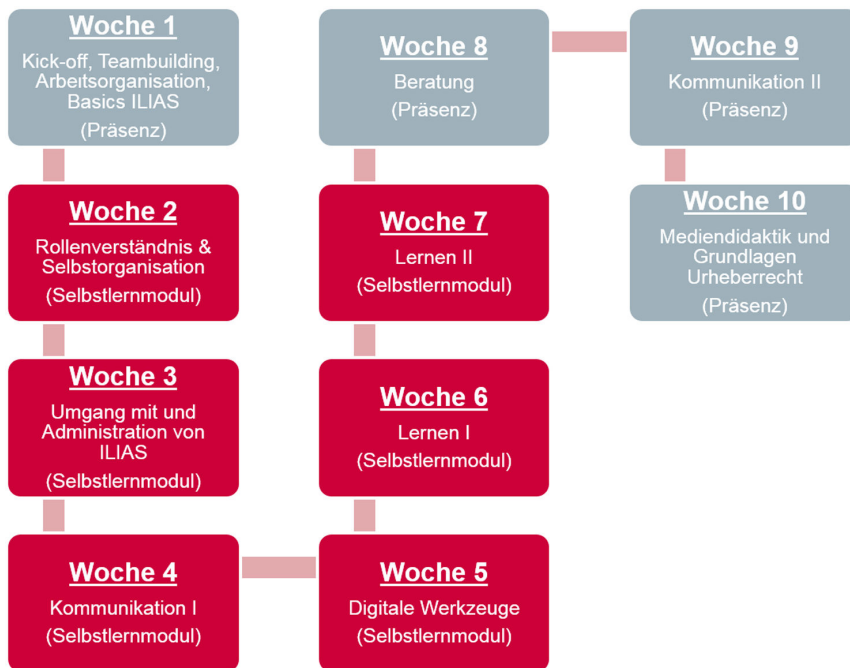 Woche 1
Kick-off, Teambuilding,
Arbeitsorganisation,
Basics ILIAS
(Präsenz)
Woche 2
Rollenverständnis &
Selbstorganisation
(Selbstlernmodul)
Woche 3
Umgang mit und
Administration von
ILIAS
(Selbstlernmodul)
Woche 4
Kommunikation I
(Selbstlernmodul)
Woche 5
Digitale Werkzeuge
(Selbstlernmodul)
Woche 6
Lernen I
(Selbstlernmodul)
Woche 7
Lernen II
(Selbstlernmodul)
Woche 8
Beratung
(Präsenz)
Woche 9
Kommunikation II
(Präsenz)
Woche 10
Mediendidaktik und
Grundlagen
Urheberrecht
(Präsenz)